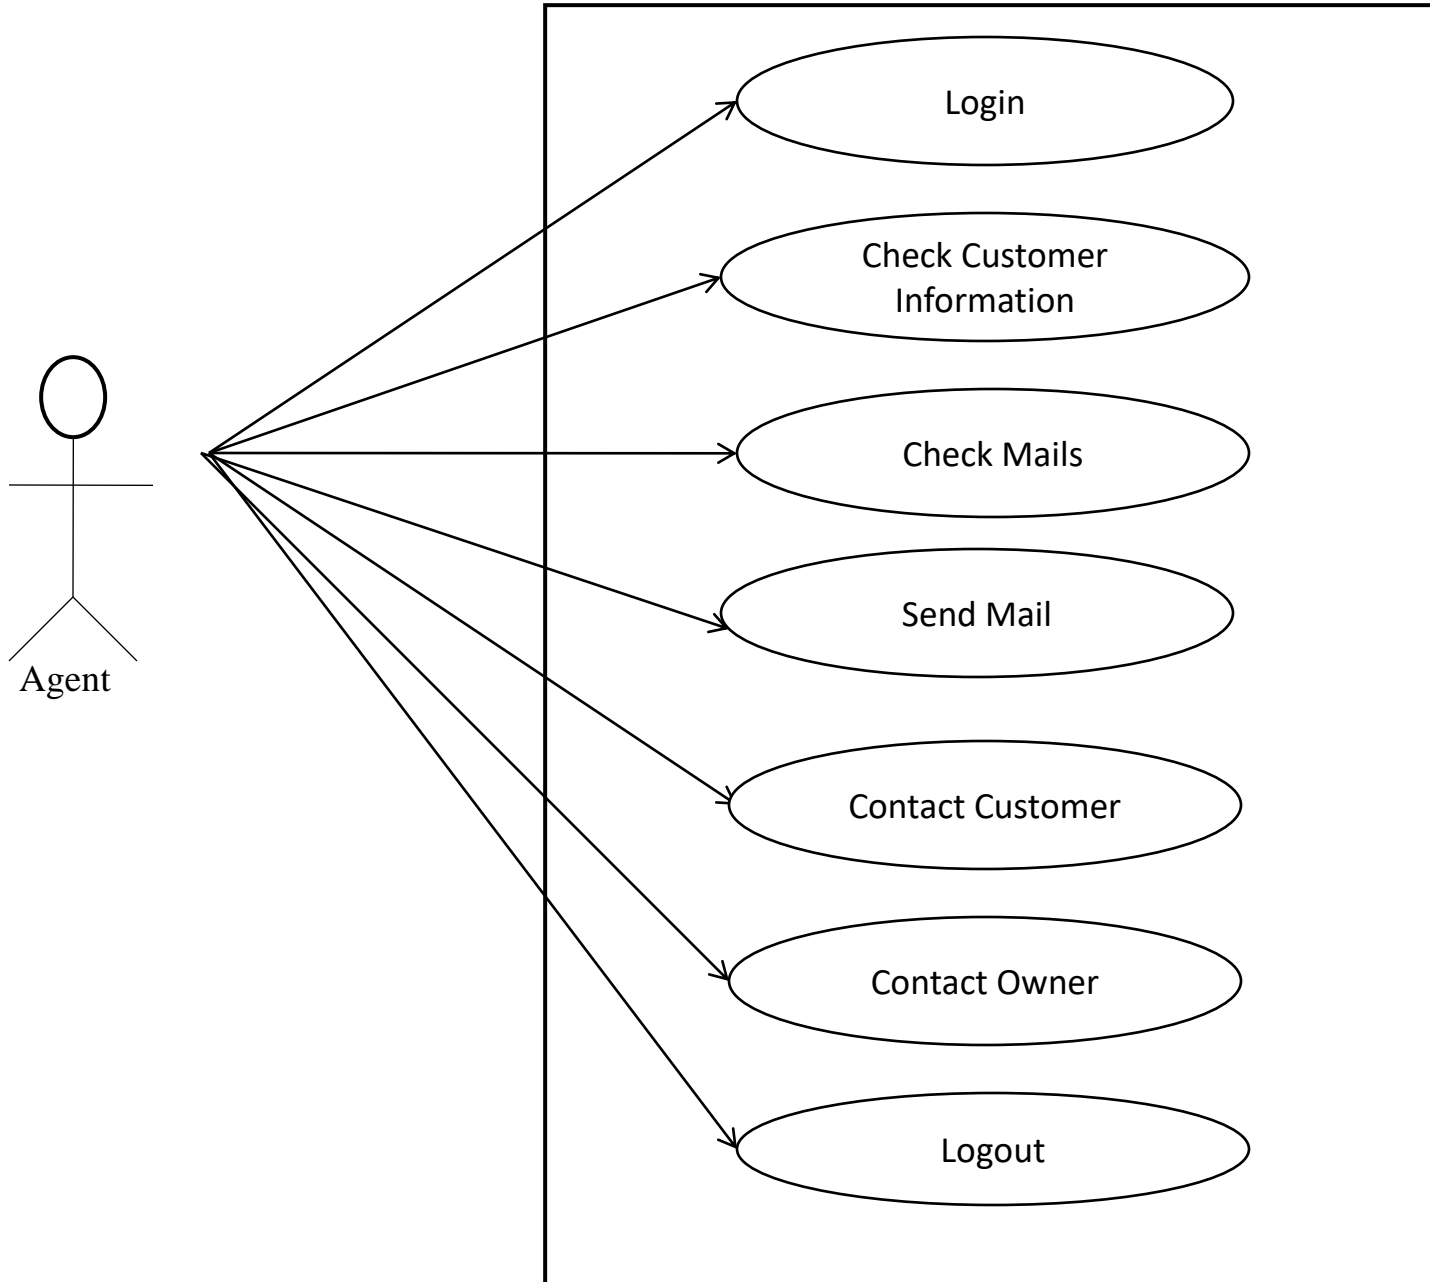 Login
Check Customer
Information
Check Mails
Send Mail
Agent
Contact Customer
Contact Owner
Logout